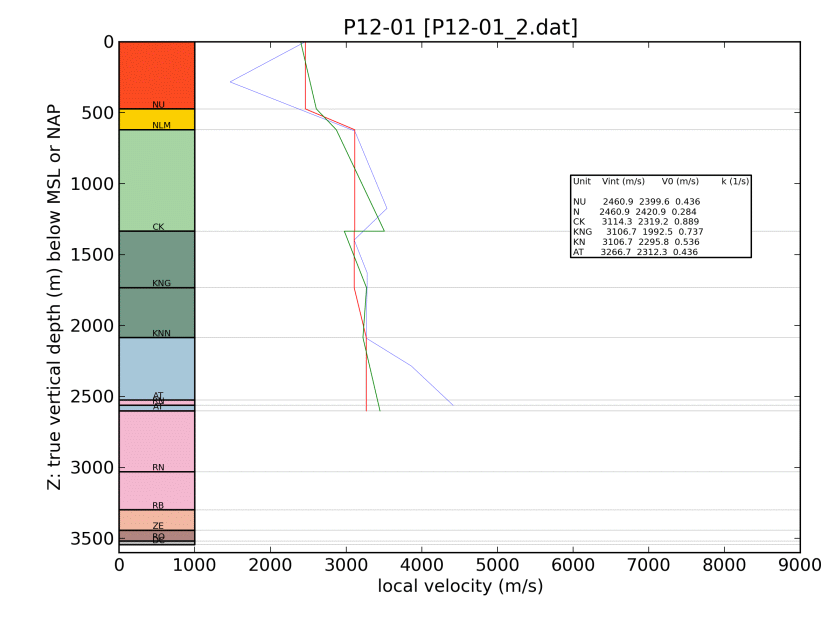 P12-01 [P12-01_2.dat]
0
500
1000
1500
2000
2500
3000
3500
Z: true vertical depth (m) below MSL or NAP
NU
NLM
CK
KNG
KNN
AT
RN
AT
RN
RB
ZE
RO
DC
Unit Vint (m/s) V0 (m/s) k (1/s)
NU 2460.9 2399.6 0.436
N 2460.9 2420.9 0.284
CK 3114.3 2319.2 0.889
KNG 3106.7 1992.5 0.737
KN 3106.7 2295.8 0.536
AT 3266.7 2312.3 0.436
0 1000 2000 3000 4000 5000 6000 7000 8000 9000
local velocity (m/s)